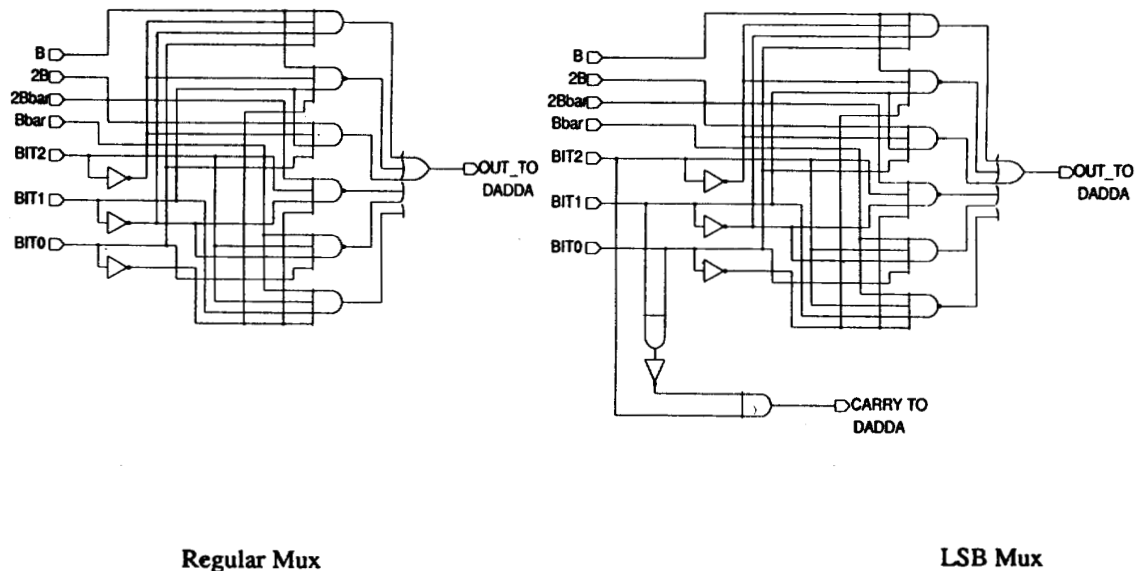 B
2B
2Bbar
Bbar
BIT2
BIT1
BIT0
OUT_TO
DADDA
B
2B
2Bbar
Bbar
BIT2
BIT1
BIT0
OUT_TO
DADDA
CARRY TO
DADDA
Regular Mux
LSB Mux